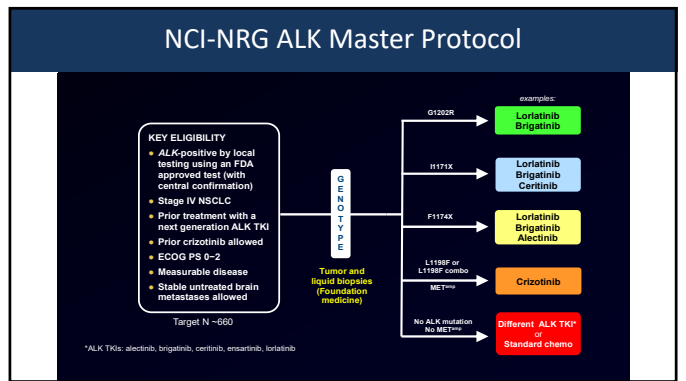 NCI-NRG ALK Master Protocol
KEY ELIGIBILITY
● ALK-positive by local
testing using an FDA
approved test (with
central confirmation)
● Stage IV NSCLC
● Prior treatment with a
next generation ALK TKI
● Prior crizotinib allowed
● ECOG PS 0–2
● Measurable disease
● Stable untreated brain
metastases allowed
Target N ~660
GENOTYPE
Tumor and
liquid biopsies
(Foundation
medicine)
examples:
G1202R
Lorlatinib
Brigatinib
I1171X
Lorlatinib
Brigatinib
Ceritinib
F1174X
Lorlatinib
Brigatinib
Alectinib
L1198F or
L1198F combo
METamp
Crizotinib
No ALK mutation
No METamp
Different ALK TKI*
or
Standard chemo
*ALK TKIs: alectinib, brigatinib, ceritinib, ensartinib, lorlatinib